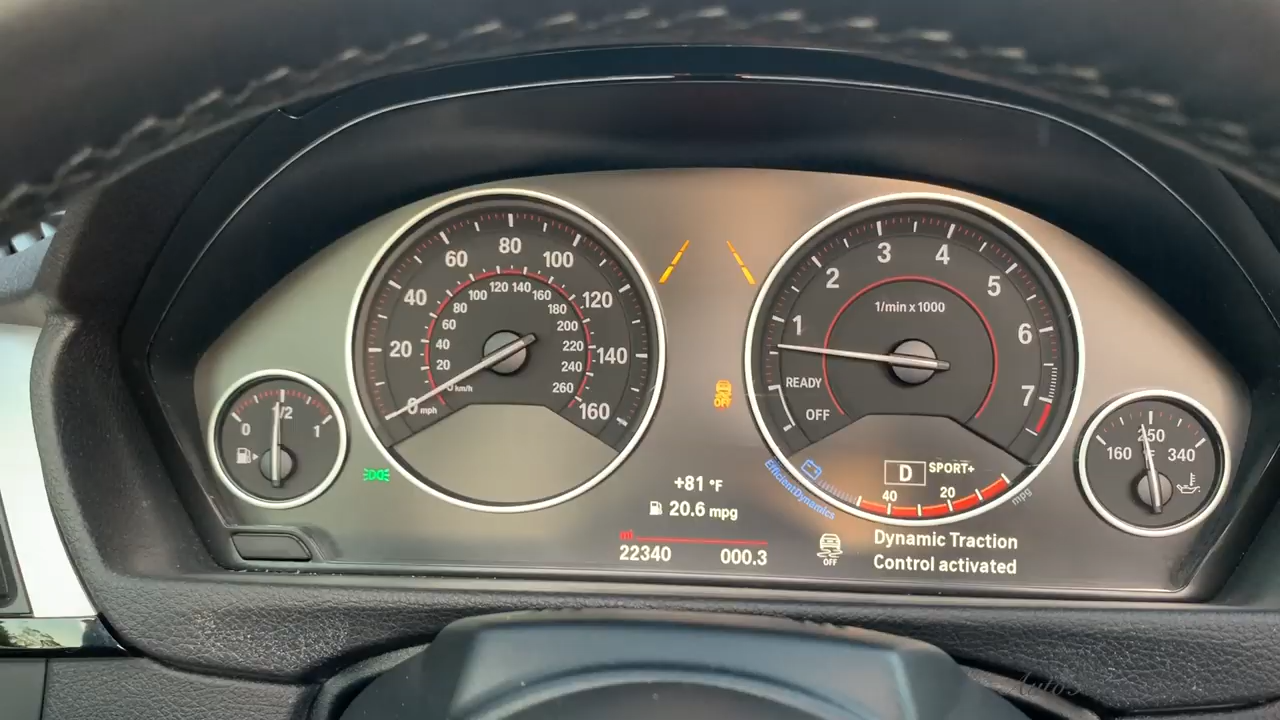 20
40
60
80
100
120
140
160
0 mph
20
40
60
80
100
120
140
160
180
200
220
240
260
0 km/h
1
2
3
4
5
6
7
1/min x 1000
READY
OFF
0
1/2
1
OFF
160
250
340
°F
+81 °F
20.6 mpg
mi
22340
000.3
D
SPORT+
40
20
mpg
EfficientDynamics
OFF
Dynamic Traction
Control activated